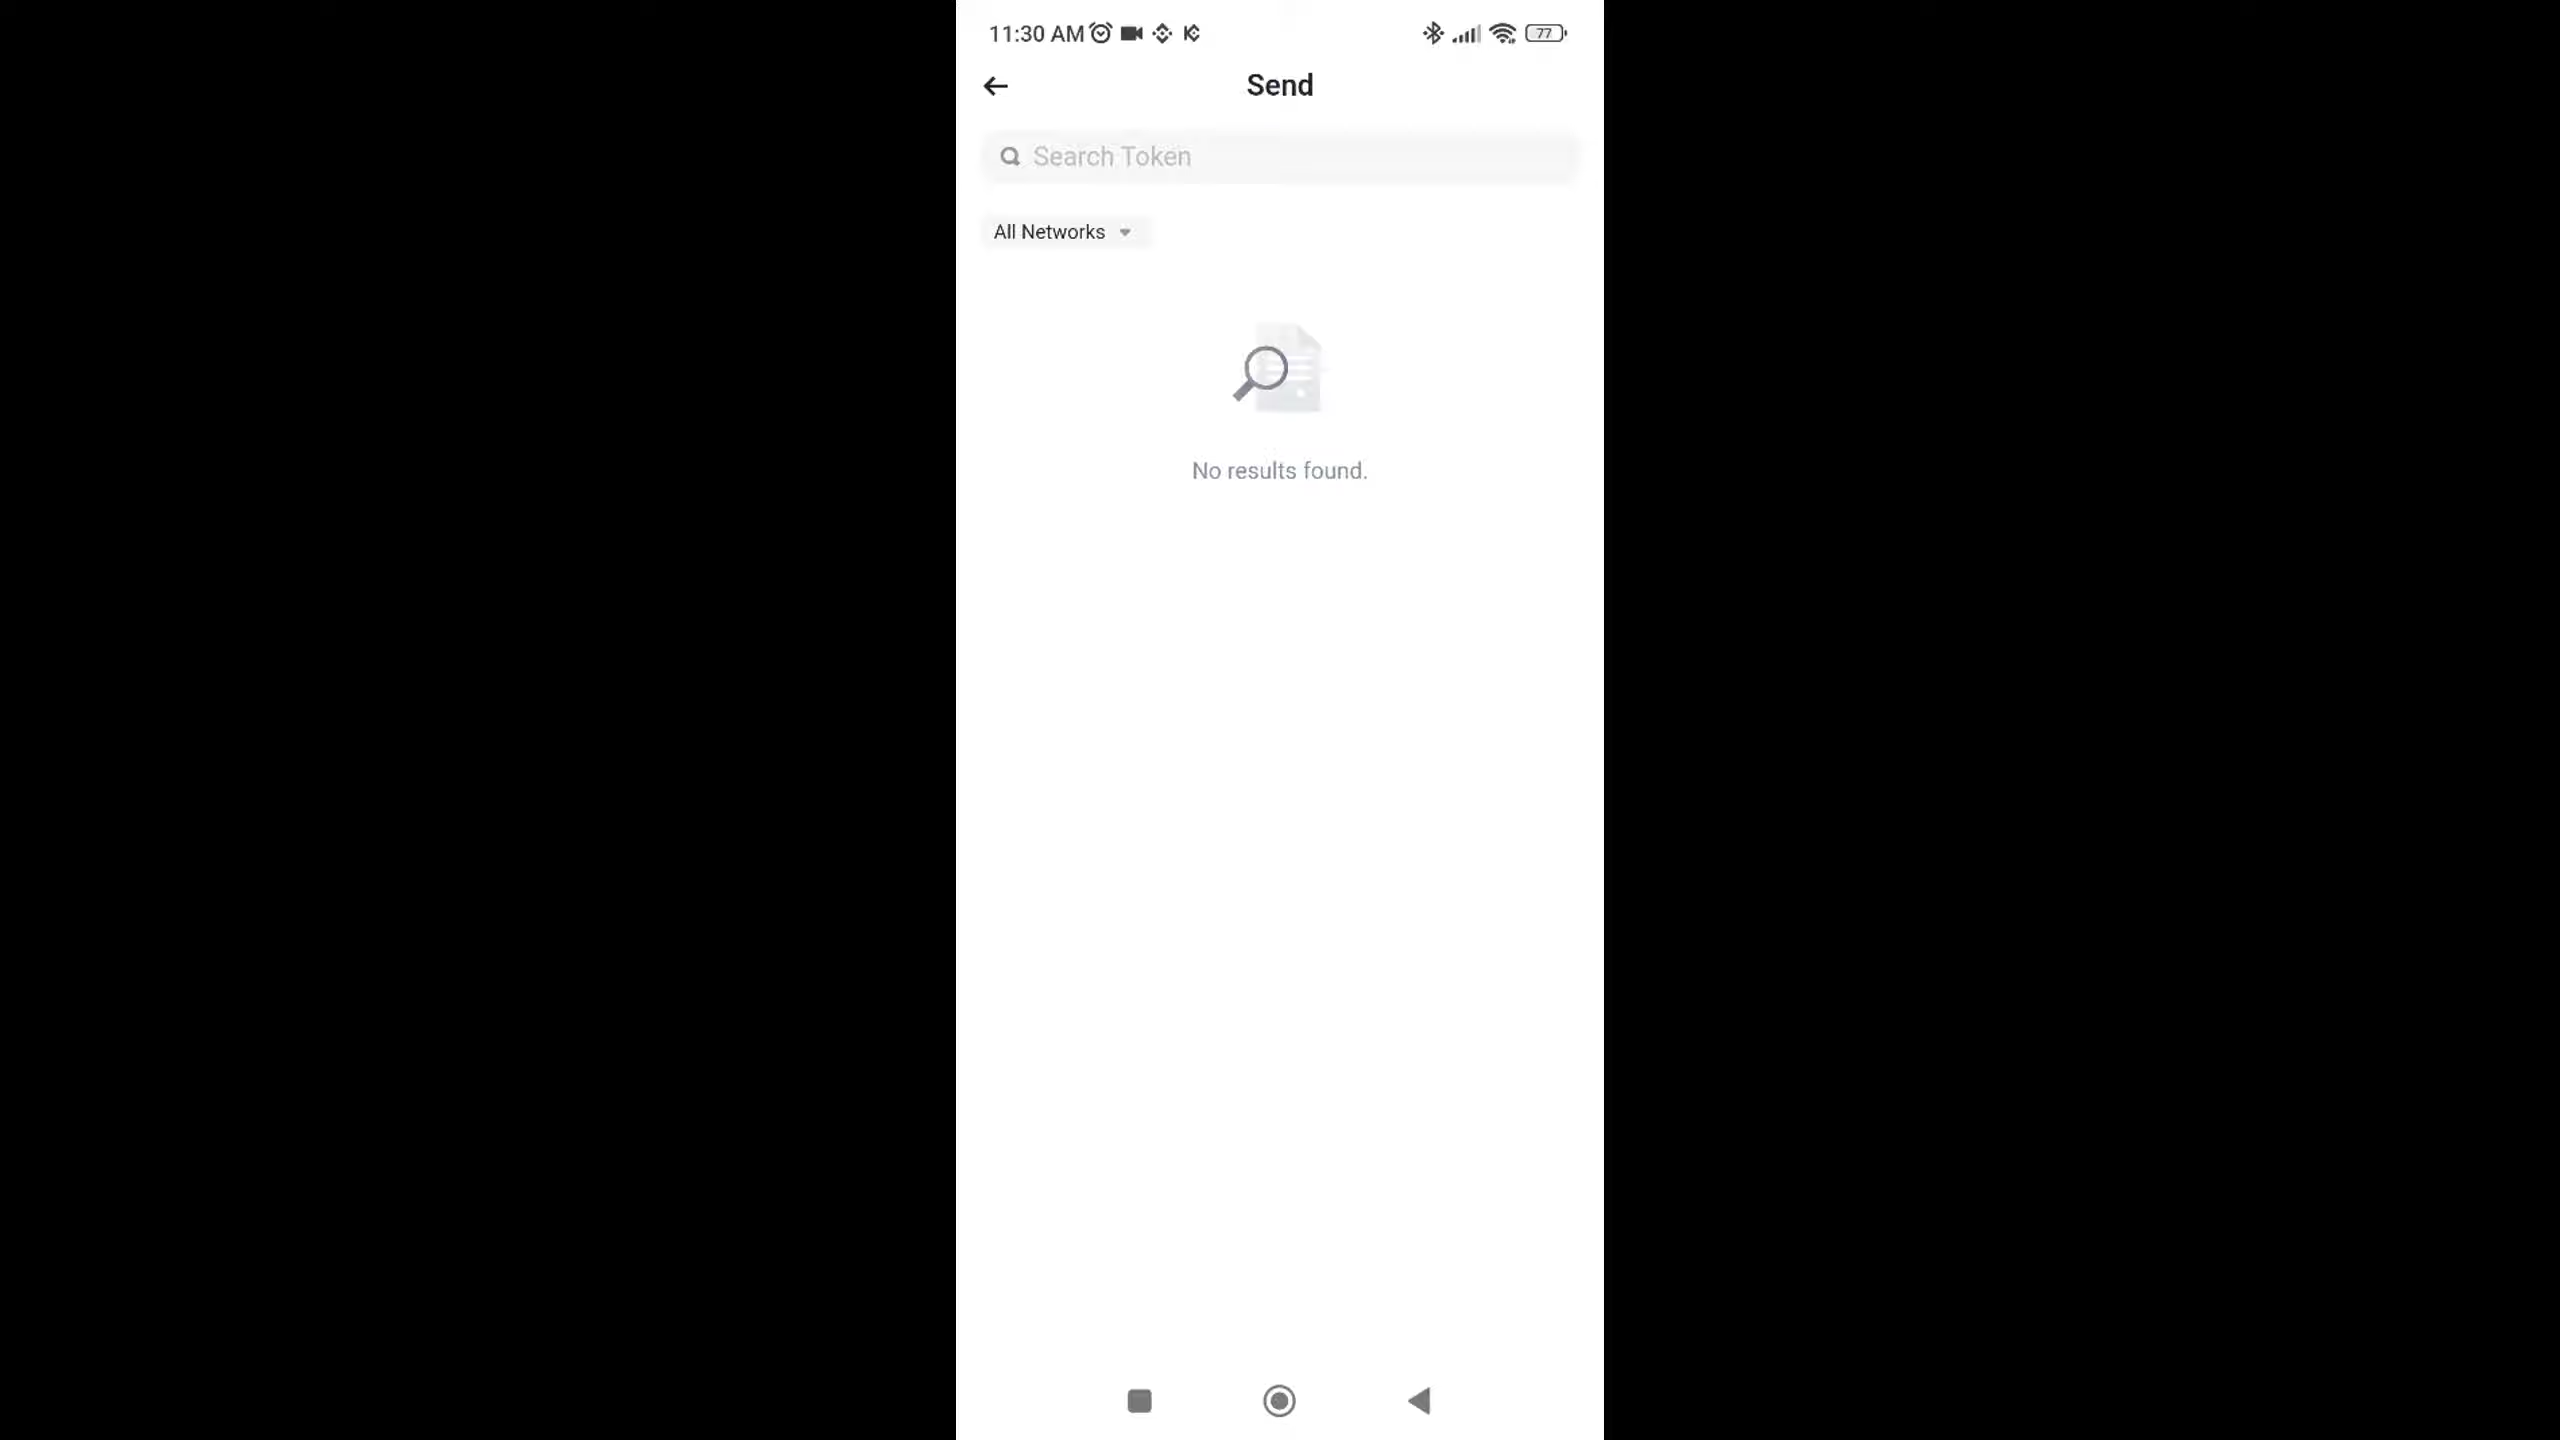 11:30 AM
77
Send
Search Token
All Networks
No results found.